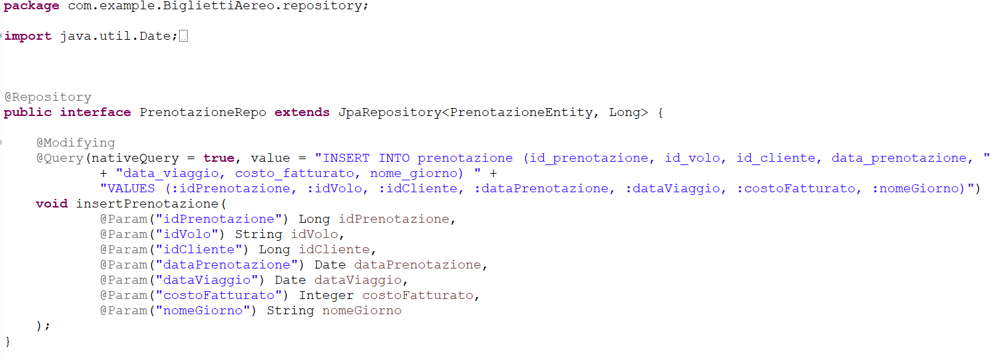 package com.example.BigliettiAereo.repository;
import java.util.Date;
@Repository
public interface PrenotazioneRepo extends JpaRepository<PrenotazioneEntity, Long> {
@Modifying
@Query(nativeQuery = true, value = "INSERT INTO prenotazione (id_prenotazione, id_volo, id_cliente, data_prenotazione, "
+ "data_viaggio, costo_fatturato, nome_giorno) " +
"VALUES (:idPrenotazione, :idVolo, :idCliente, :dataPrenotazione, :dataViaggio, :costoFatturato, :nomeGiorno)")
void insertPrenotazione(
@Param("idPrenotazione") Long idPrenotazione,
@Param("idVolo") String idVolo,
@Param("idCliente") Long idCliente,
@Param("dataPrenotazione") Date dataPrenotazione,
@Param("dataViaggio") Date dataViaggio,
@Param("costoFatturato") Integer costoFatturato,
@Param("nomeGiorno") String nomeGiorno
);
}